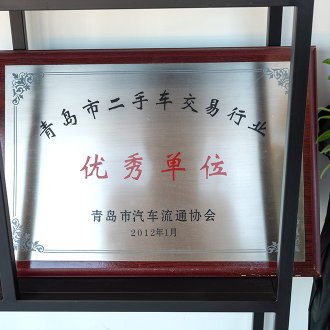 青岛市二手车交易行业
优秀单位
青岛市汽车流通协会
2012年1月